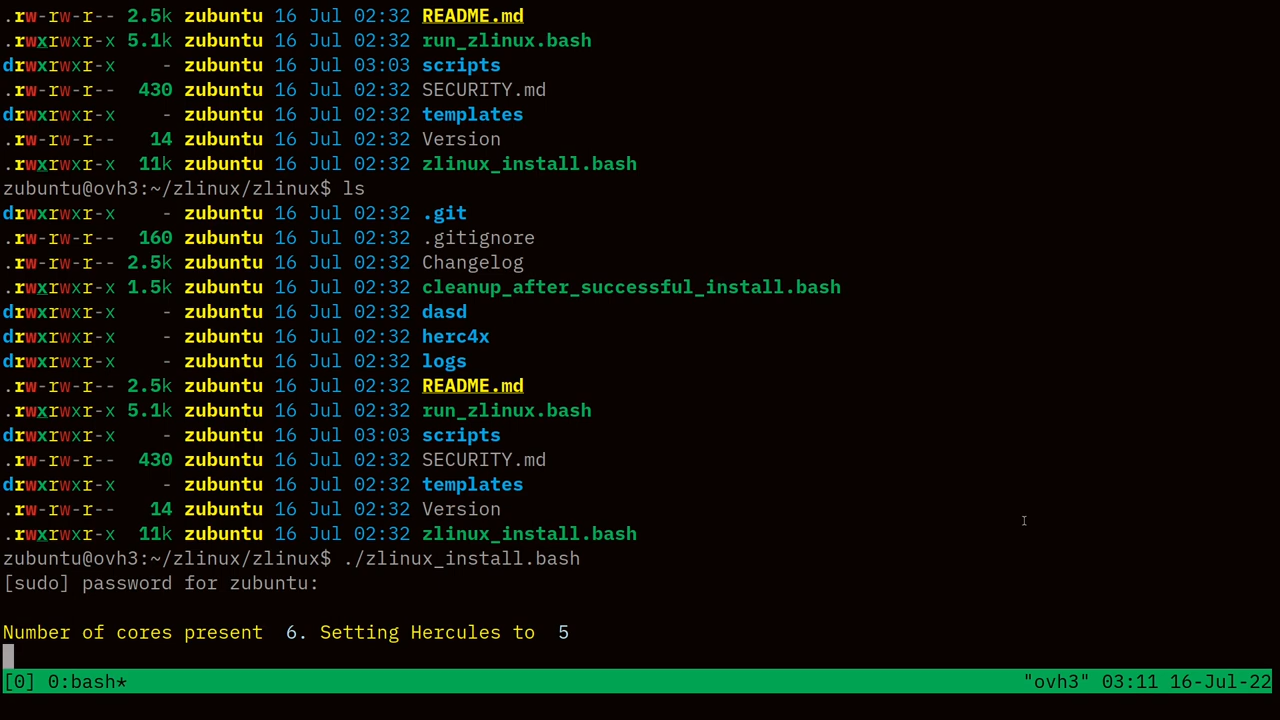 .rw-rw-r-- 2.5k zubuntu 16 Jul 02:32 README.md
.rwxrwxr-x 5.1k zubuntu 16 Jul 02:32 run_zlinux.bash
drwxrwxr-x    - zubuntu 16 Jul 03:03 scripts
.rw-rw-r--  430 zubuntu 16 Jul 02:32 SECURITY.md
drwxrwxr-x    - zubuntu 16 Jul 02:32 templates
.rw-rw-r--   14 zubuntu 16 Jul 02:32 Version
.rwxrwxr-x  11k zubuntu 16 Jul 02:32 zlinux_install.bash
zubuntu@ovh3:~/zlinux/zlinux$ ls
drwxrwxr-x    - zubuntu 16 Jul 02:32 .git
.rw-rw-r--  160 zubuntu 16 Jul 02:32 .gitignore
.rw-rw-r-- 2.5k zubuntu 16 Jul 02:32 Changelog
.rwxrwxr-x 1.5k zubuntu 16 Jul 02:32 cleanup_after_successful_install.bash
drwxrwxr-x    - zubuntu 16 Jul 02:32 dasd
drwxrwxr-x    - zubuntu 16 Jul 02:32 herc4x
drwxrwxr-x    - zubuntu 16 Jul 02:32 logs
.rw-rw-r-- 2.5k zubuntu 16 Jul 02:32 README.md
.rwxrwxr-x 5.1k zubuntu 16 Jul 02:32 run_zlinux.bash
drwxrwxr-x    - zubuntu 16 Jul 03:03 scripts
.rw-rw-r--  430 zubuntu 16 Jul 02:32 SECURITY.md
drwxrwxr-x    - zubuntu 16 Jul 02:32 templates
.rw-rw-r--   14 zubuntu 16 Jul 02:32 Version
.rwxrwxr-x  11k zubuntu 16 Jul 02:32 zlinux_install.bash
zubuntu@ovh3:~/zlinux/zlinux$ ./zlinux_install.bash
[sudo] password for zubuntu:
Number of cores present  6. Setting Hercules to  5
[0] 0:bash* "ovh3" 03:11 16-Jul-22